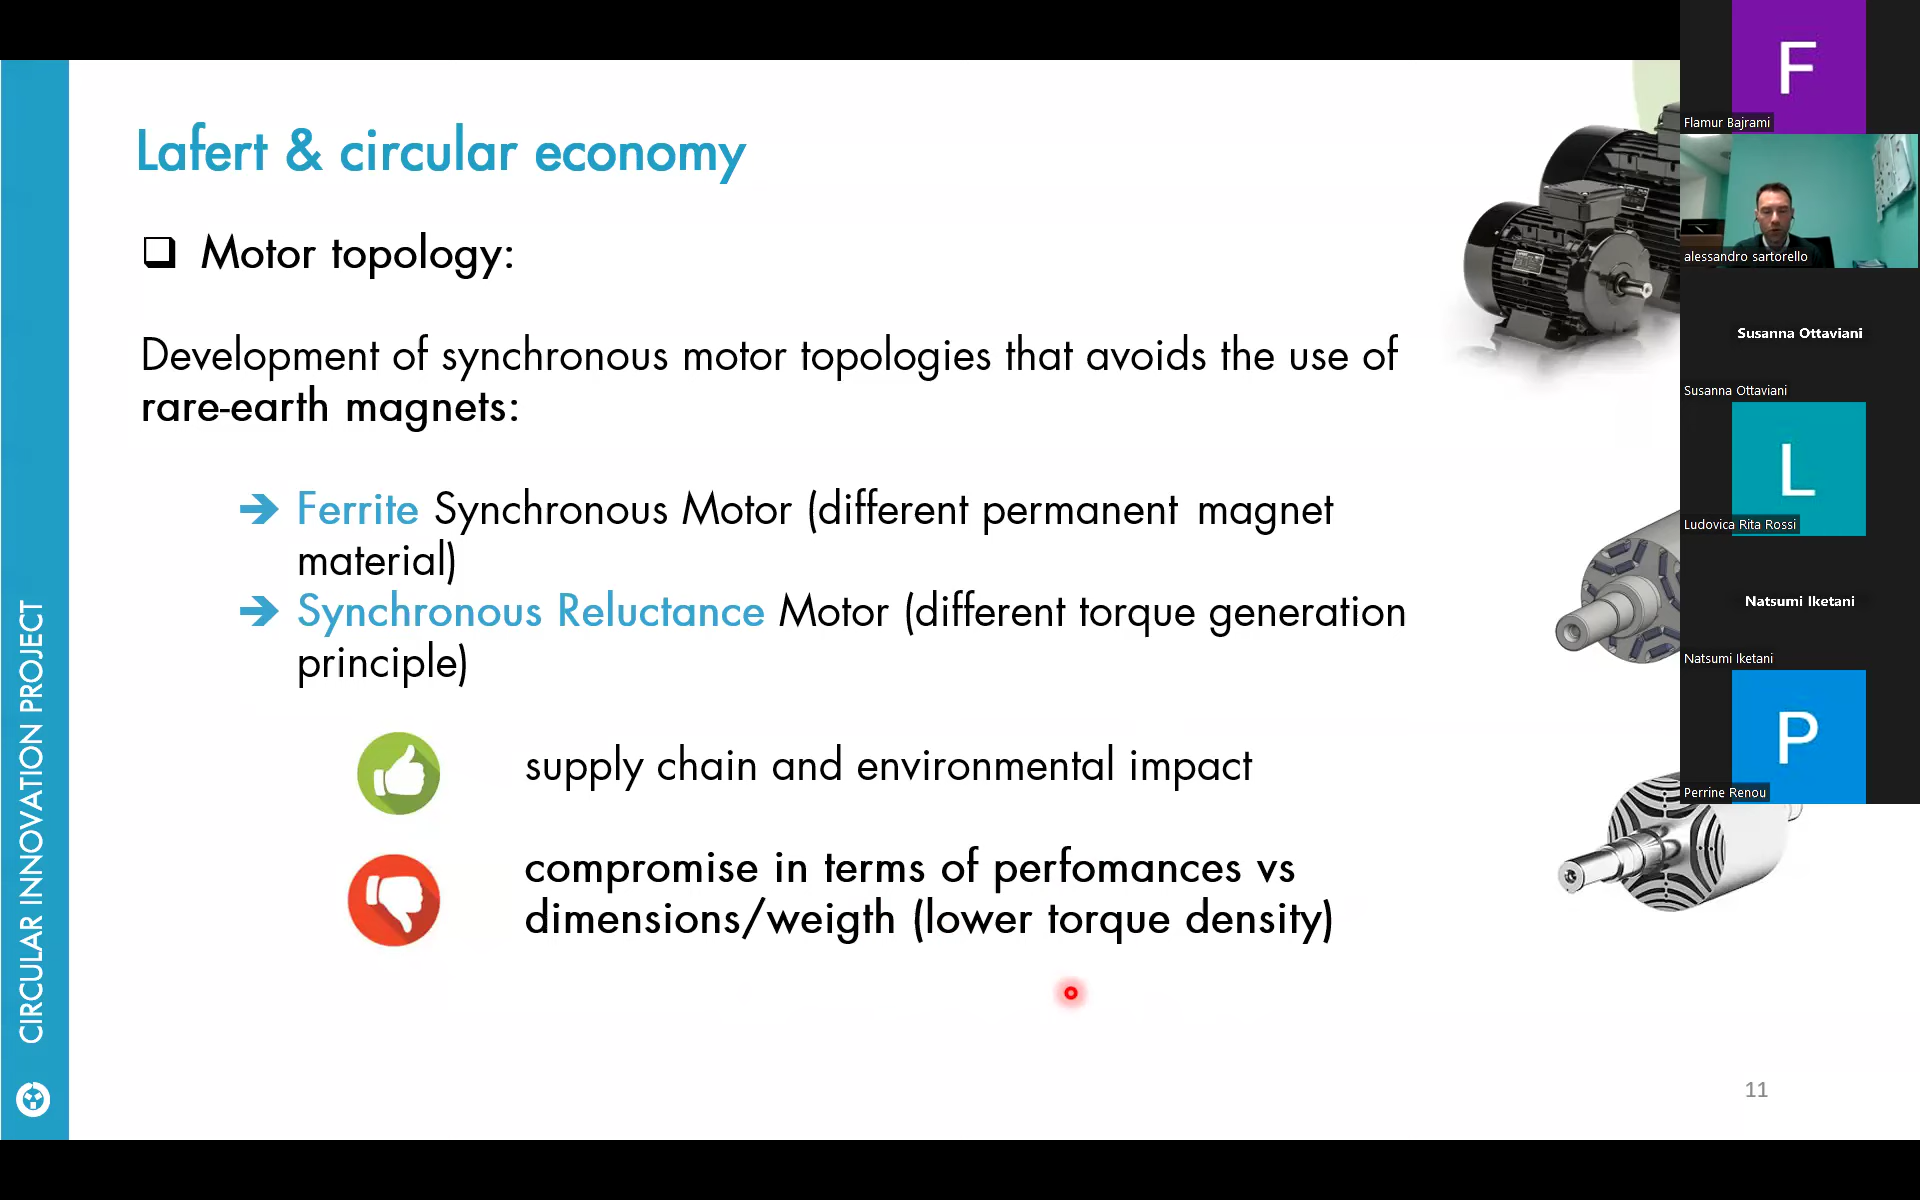 Lafert & circular economy
Motor topology:
Development of synchronous motor topologies that avoids the use of
rare-earth magnets:
Ferrite Synchronous Motor (different permanent magnet
material)
Synchronous Reluctance Motor (different torque generation
principle)
supply chain and environmental impact
compromise in terms of perfomances vs
dimensions/weigth (lower torque density)
CIRCULAR INNOVATION PROJECT
11
F
Flamur Bajrami
alessandro sartorello
Susanna Ottaviani
Susanna Ottaviani
L
Ludovica Rita Rossi
Natsumi Iketani
Natsumi Iketani
P
Perrine Renou